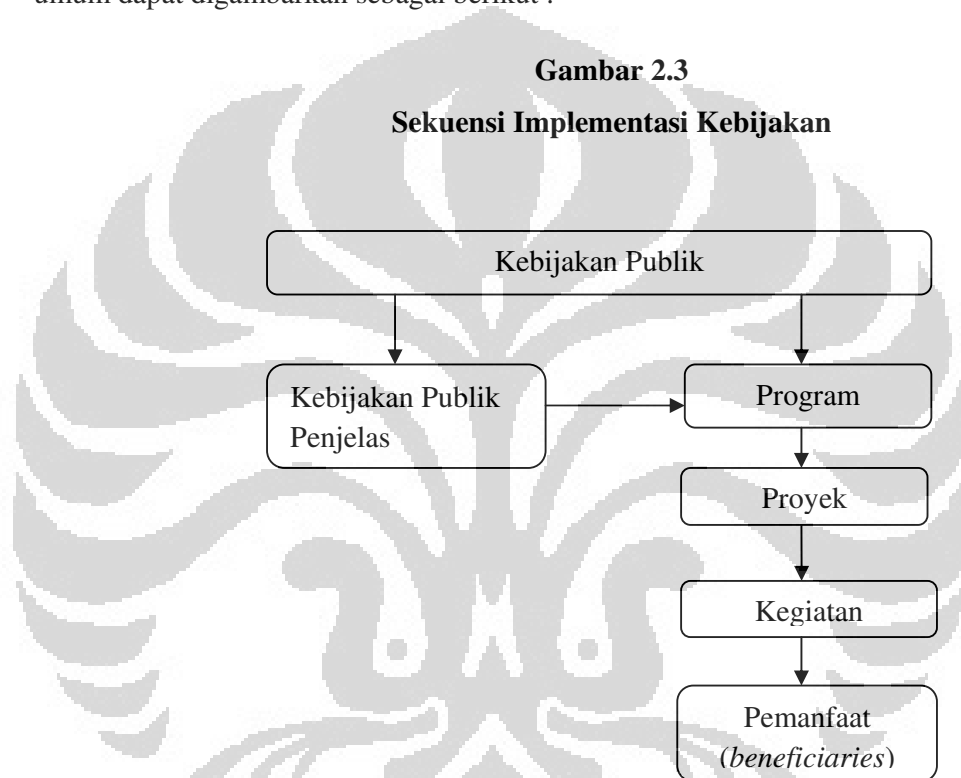 umum dapat digambarkan sebagai berikut :
Gambar 2.3
Sekuensi Implementasi Kebijakan
Kebijakan Publik
Kebijakan Publik
Penjelas
Program
Proyek
Kegiatan
Pemanfaat
(beneficiaries)